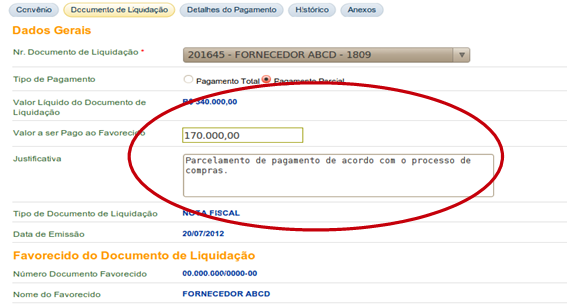 Convênio Documento de Liquidação Detalhes do Pagamento Histórico Anexos
Dados Gerais
Nr. Documento de Liquidação * 201645 - FORNECEDOR ABCD - 1809
Tipo de Pagamento Pagamento Total Pagamento Parcial
Valor Líquido do Documento de Liquidação R$ 340.000,00
Valor a ser Pago ao Favorecido 170.000,00
Justificativa Parcelamento de pagamento de acordo com o processo de
compras.
Tipo de Documento de Liquidação NOTA FISCAL
Data de Emissão 20/07/2012
Favorecido do Documento de Liquidação
Número Documento Favorecido 00.000.000/0000-00
Nome do Favorecido FORNECEDOR ABCD